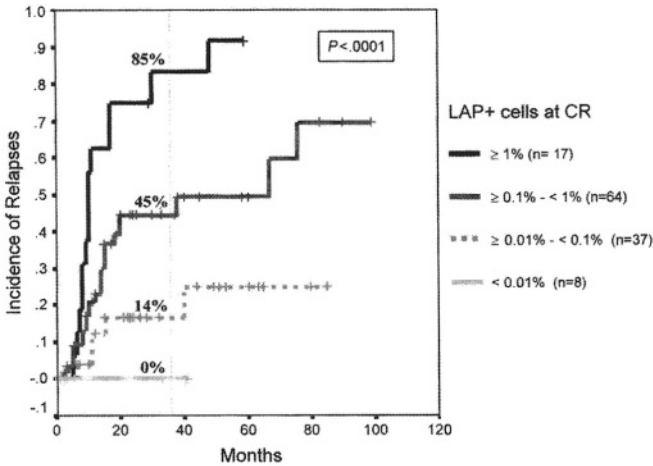 1.0
.9
.8
.7
.6
.5
.4
.3
.2
.1
-.0
-.1
Incidence of Relapses
85%
45%
14%
0%
P<.0001
0 20 40 60 80 100 120
Months
LAP+ cells at CR
≥ 1% (n= 17)
≥ 0.1% - < 1% (n=64)
≥ 0.01% - < 0.1% (n=37)
< 0.01% (n=8)